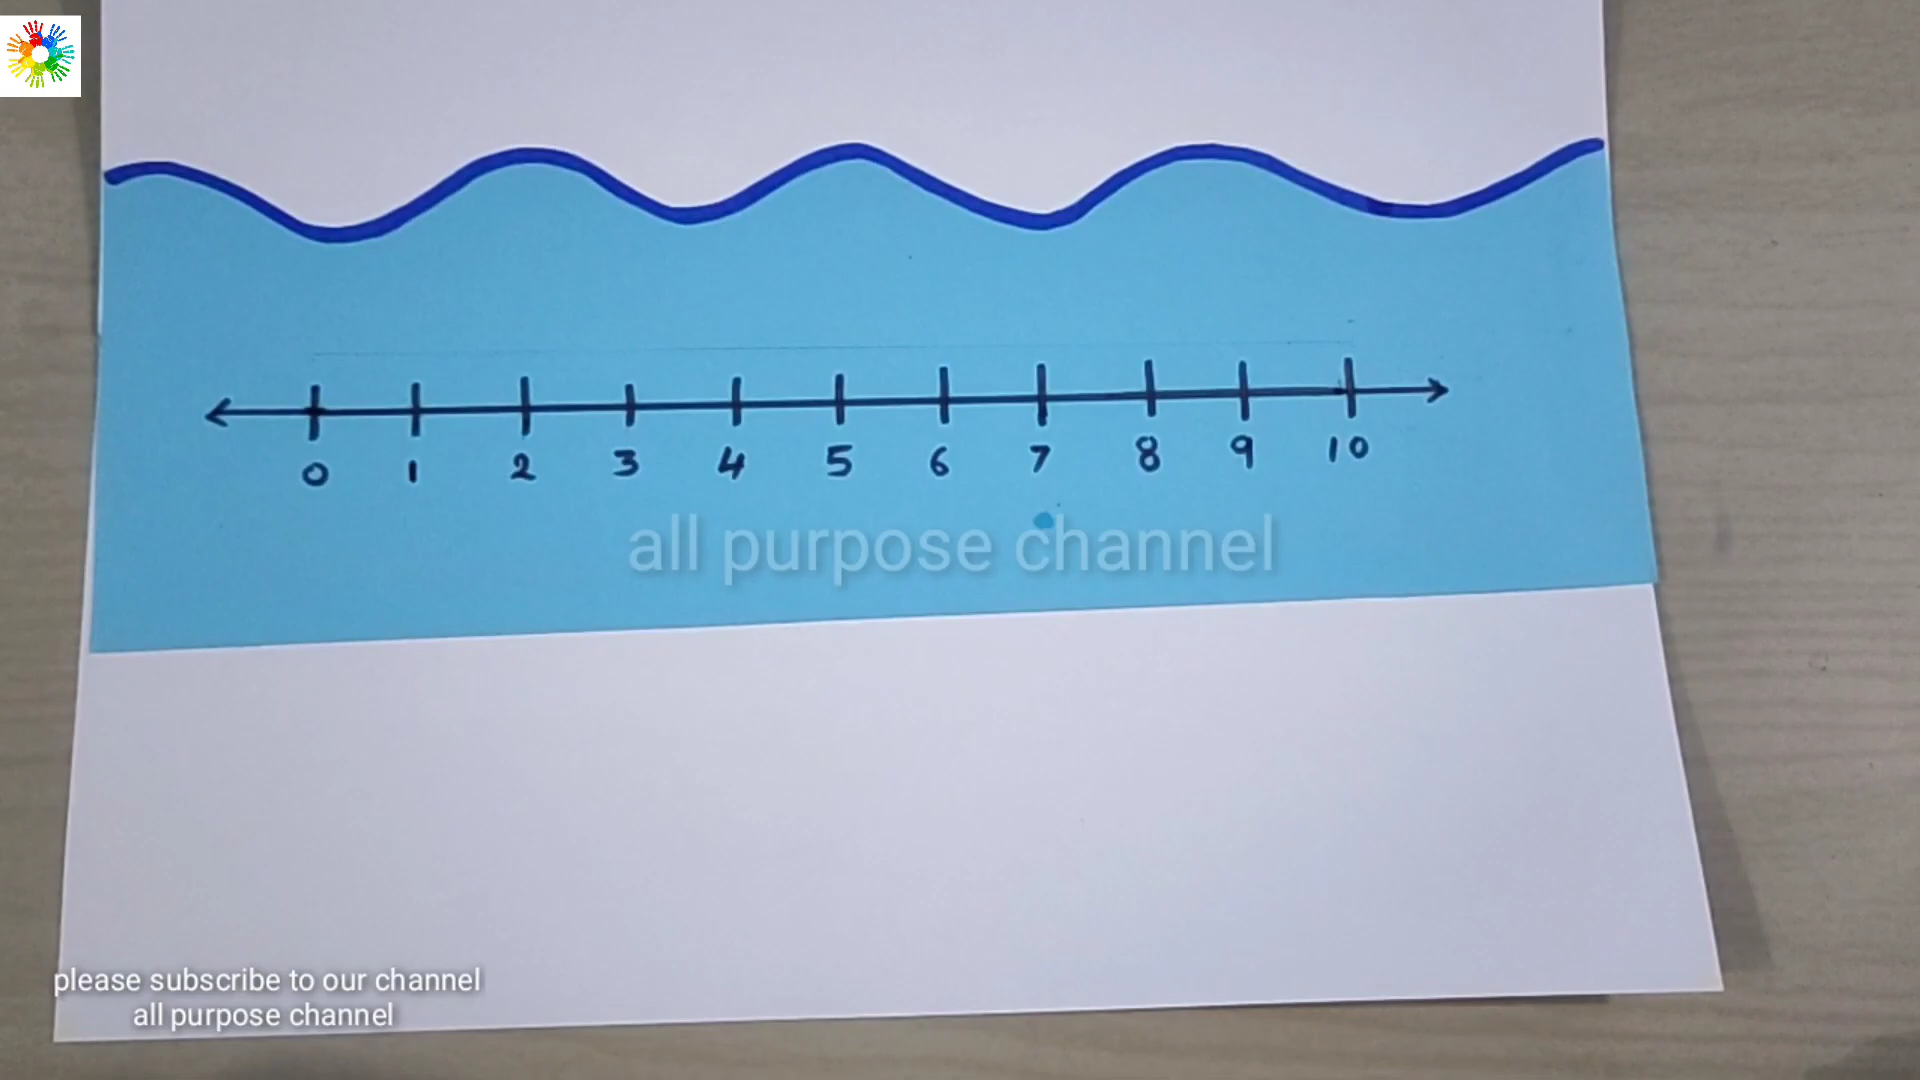 0 1 2 3 4 5 6 7 8 9 10
all purpose channel
please subscribe to our channel
all purpose channel